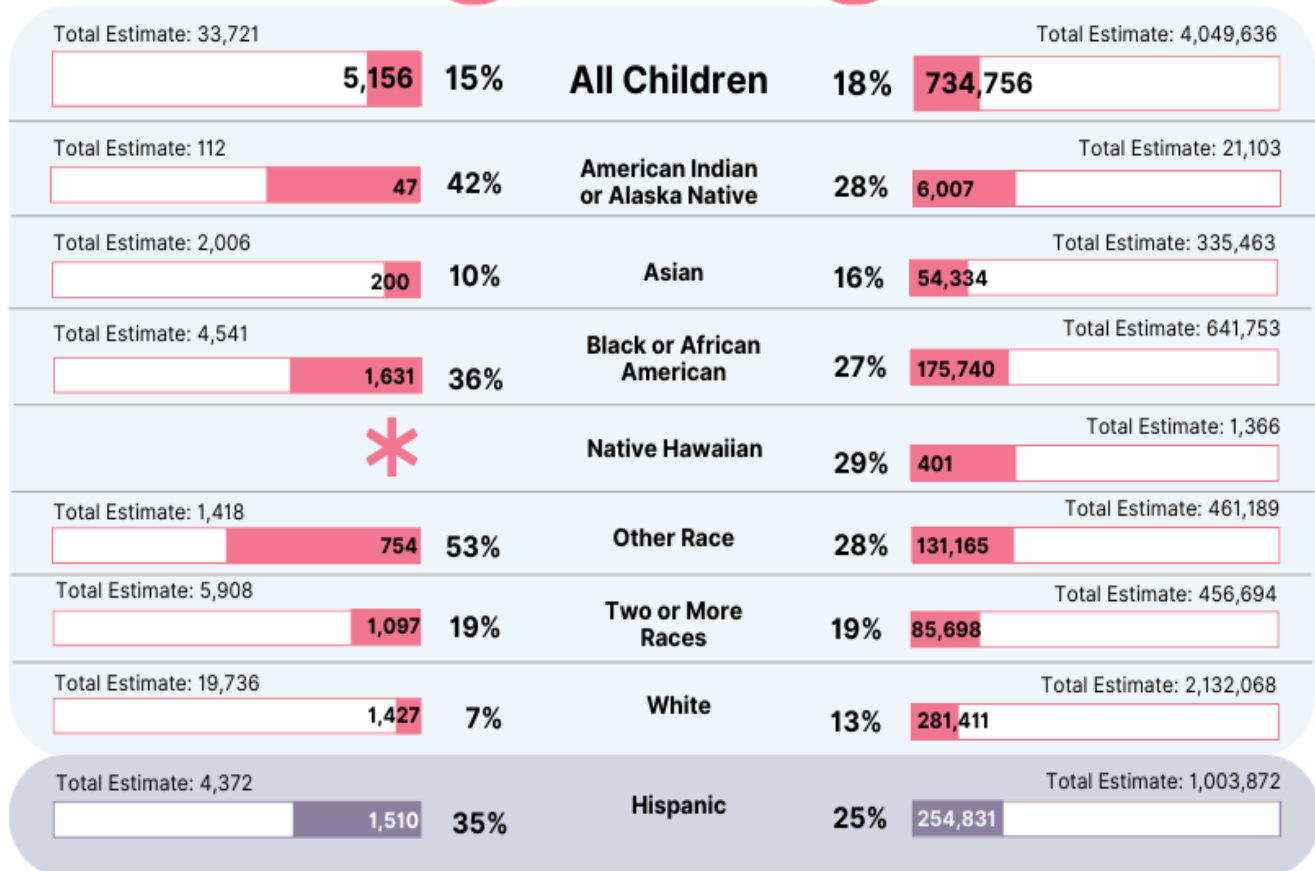 Total Estimate: 33,721
Total Estimate: 4,049,636
5,156 15% All Children 18% 734,756
Total Estimate: 112
Total Estimate: 21,103
American Indian
or Alaska Native
47 42% 28% 6,007
Total Estimate: 2,006
Total Estimate: 335,463
200 10% Asian 16% 54,334
Total Estimate: 4,541
Total Estimate: 641,753
Black or African
American
1,631 36% 27% 175,740
Total Estimate: 1,366
* Native Hawaiian 29% 401
Total Estimate: 1,418
Total Estimate: 461,189
754 53% Other Race 28% 131,165
Total Estimate: 5,908
Total Estimate: 456,694
Two or More
Races
1,097 19% 19% 85,698
Total Estimate: 19,736
Total Estimate: 2,132,068
1,427 7% White 13% 281,411
Total Estimate: 4,372
Total Estimate: 1,003,872
1,510 35% Hispanic 25% 254,831